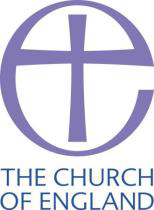 THE CHURCH
OF ENGLAND